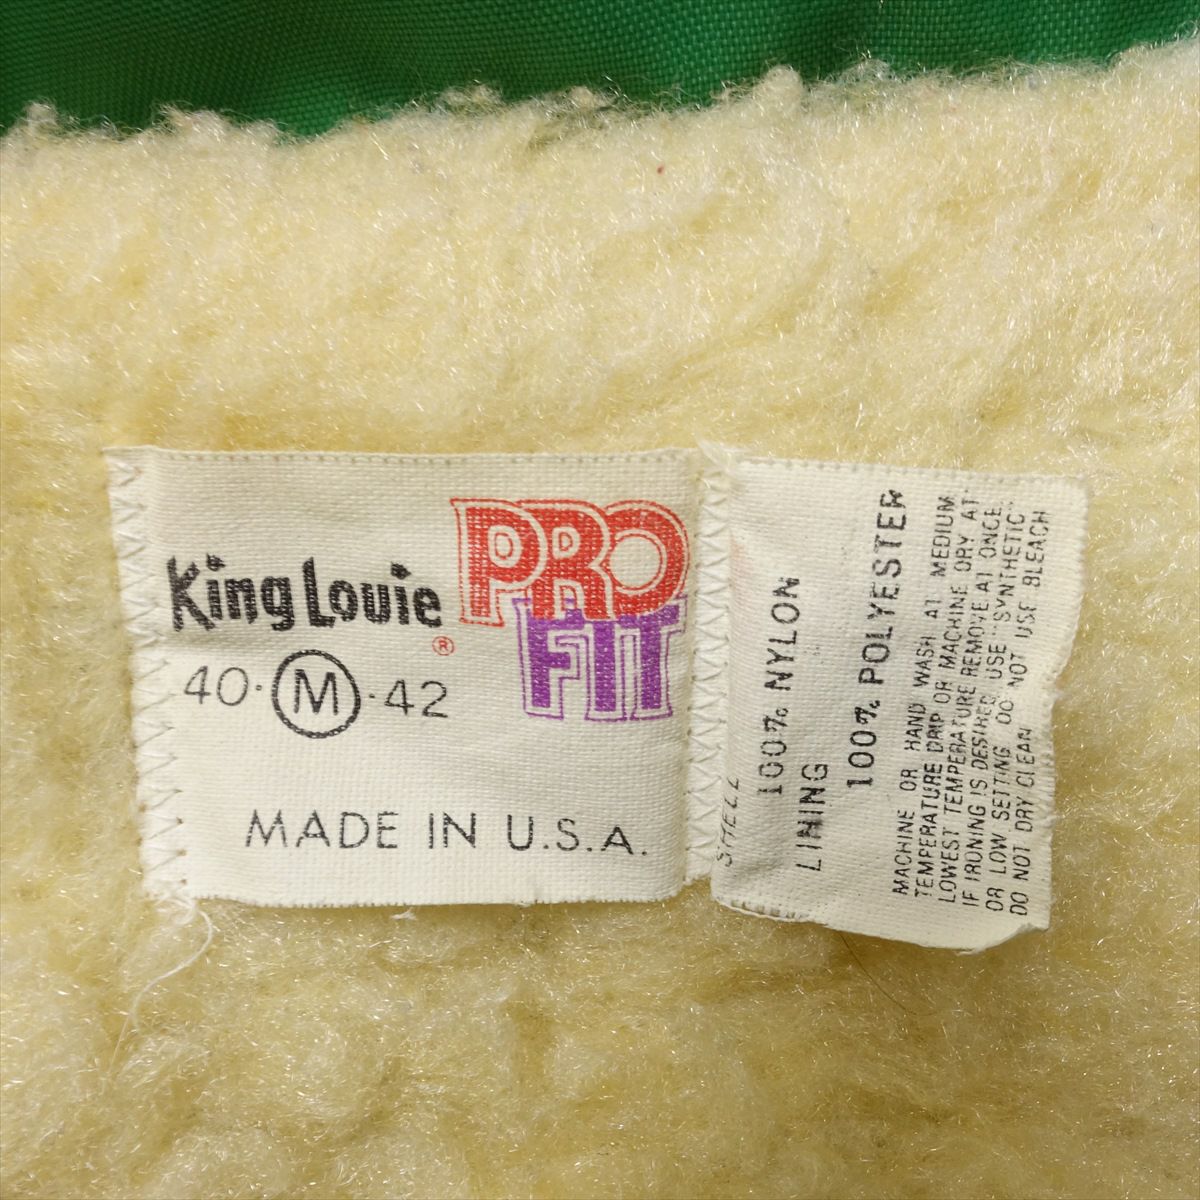 King Louie®
PRO
FIT
40·M·42
MADE IN U.S.A.
SHELL
100% NYLON
LINING
100% POLYESTER
MACHINE OR HAND WASH AT MEDIUM
TEMPERATURE DRIP OR MACHINE DRY AT
LOWEST TEMPERATURE REMOVE AT ONCE.
IF IRONING IS DESIRED, USE "SYNTHETIC"
OR LOW SETTING. DO NOT USE BLEACH
DO NOT DRY CLEAN